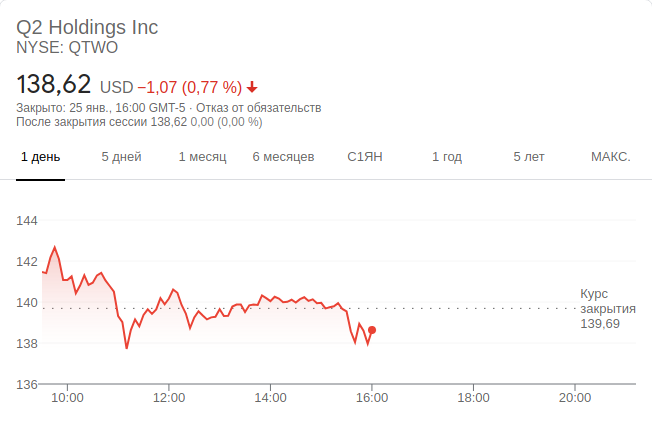 Q2 Holdings Inc
NYSE: QTWO
138,62 USD −1,07 (0,77 %)
Закрыто: 25 янв., 16:00 GMT-5 · Отказ от обязательств
После закрытия сессии 138,62 0,00 (0,00 %)
1 день 5 дней 1 месяц 6 месяцев С1ЯН 1 год 5 лет МАКС.
144
142
140
138
136
Курс
закрытия
139,69
10:00 12:00 14:00 16:00 18:00 20:00